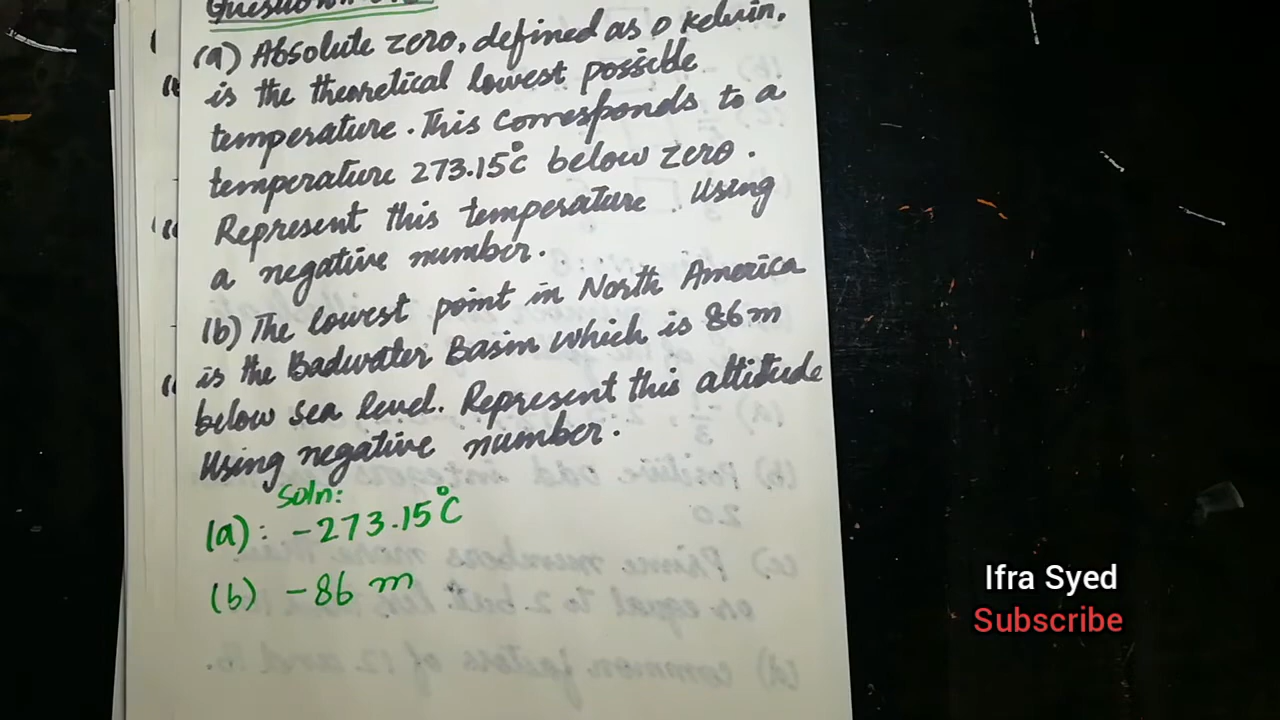 (a) Absolute zero, defined as 0 kelvin,
is the theoretical lowest possible
temperature. This corresponds to a
temperature 273.15°C below zero.
Represent this temperature using
a negative number.
(b) The lowest point in North America
is the Badwater Basin which is 86m
below sea level. Represent this altitude
using negative number.
Soln:
(a): -273.15°C
(b) -86 m
Ifra Syed
Subscribe